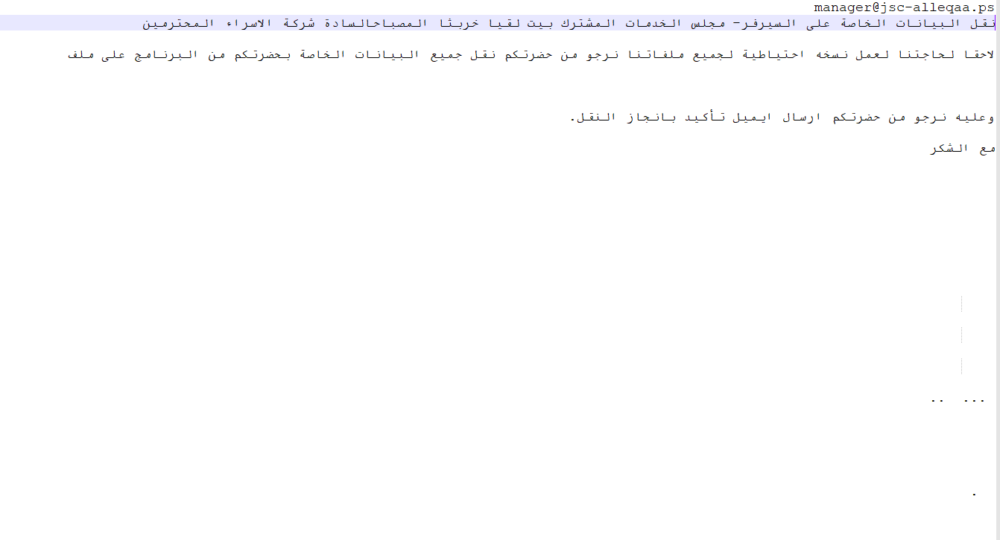 manager@jsc-alleqaa.ps
نقل البيانات الخاصة على السيرفر- مجلس الخدمات المشترك بيت لقيا خربثا المصباحالسادة شركة الاسراء المحترمين
لاحقا لحاجتنا لعمل نسخه احتياطية لجميع ملفاتنا نرجو من حضرتكم نقل جميع البيانات الخاصة بحضرتكم من البرنامج على ملف
وعليه نرجو من حضرتكم ارسال ايميل تأكيد بانجاز النقل.
مع الشكر
...  ..
.